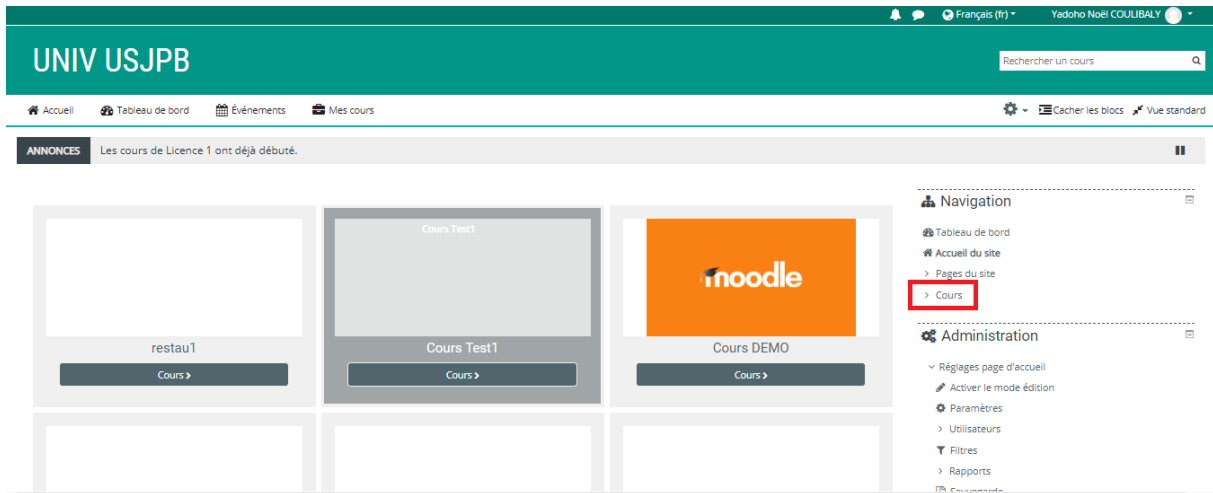 Français (fr)
Yadoho Noël COULIBALY
UNIV USJPB
Rechercher un cours
Accueil
Tableau de bord
Événements
Mes cours
Cacher les blocs
Vue standard
ANNONCES
Les cours de Licence 1 ont déjà débuté.
Cours Test1
moodle
restau1
Cours Test1
Cours DEMO
Cours
Cours
Cours
Navigation
Tableau de bord
Accueil du site
Pages du site
Cours
Administration
Réglages page d'accueil
Activer le mode édition
Paramètres
Utilisateurs
Filtres
Rapports
Sauvegarde